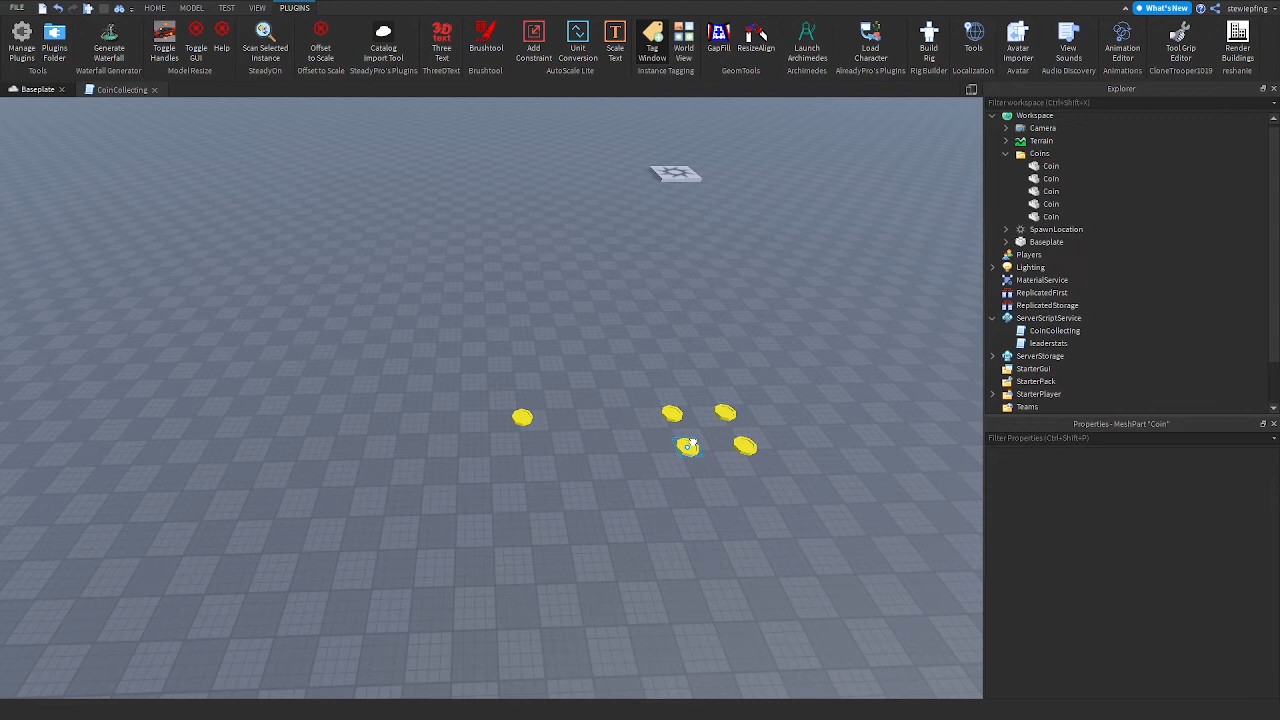 FILE HOME MODEL TEST VIEW PLUGINS What's New stewlepfing
Manage Plugins Plugins Folder Generate Waterfall Toggle Handles Toggle GUI Help Scan Selected Instance Offset to Scale Catalog Import Tool Three Text Brushtool Add Constraint Unit Conversion Scale Text Tag Window World View GapFill ResizeAlign Launch Archimedes Load Character Build Rig Tools Avatar Importer View Sounds Animation Editor Tool Grip Editor Render Buildings
Tools Waterfall Generator Model Resize SteadyOn Offset to Scale SteadyPro's Plugins ThreeDText Brushtool AutoScale Lite Instance Tagging GeomTools Archimedes AlreadyPro's Plugins Rig Builder Localization Avatar Audio Discovery Animations CloneTrooper1019 reshanie
Baseplate CoinCollecting Explorer
Filter workspace (Ctrl+Shift+X)
Workspace
Camera
Terrain
Coins
Coin
Coin
Coin
Coin
Coin
SpawnLocation
Baseplate
Players
Lighting
MaterialService
ReplicatedFirst
ReplicatedStorage
ServerScriptService
CoinCollecting
leaderstats
ServerStorage
StarterGui
StarterPack
StarterPlayer
Teams
Properties - MeshPart "Coin"
Filter Properties (Ctrl+Shift+P)